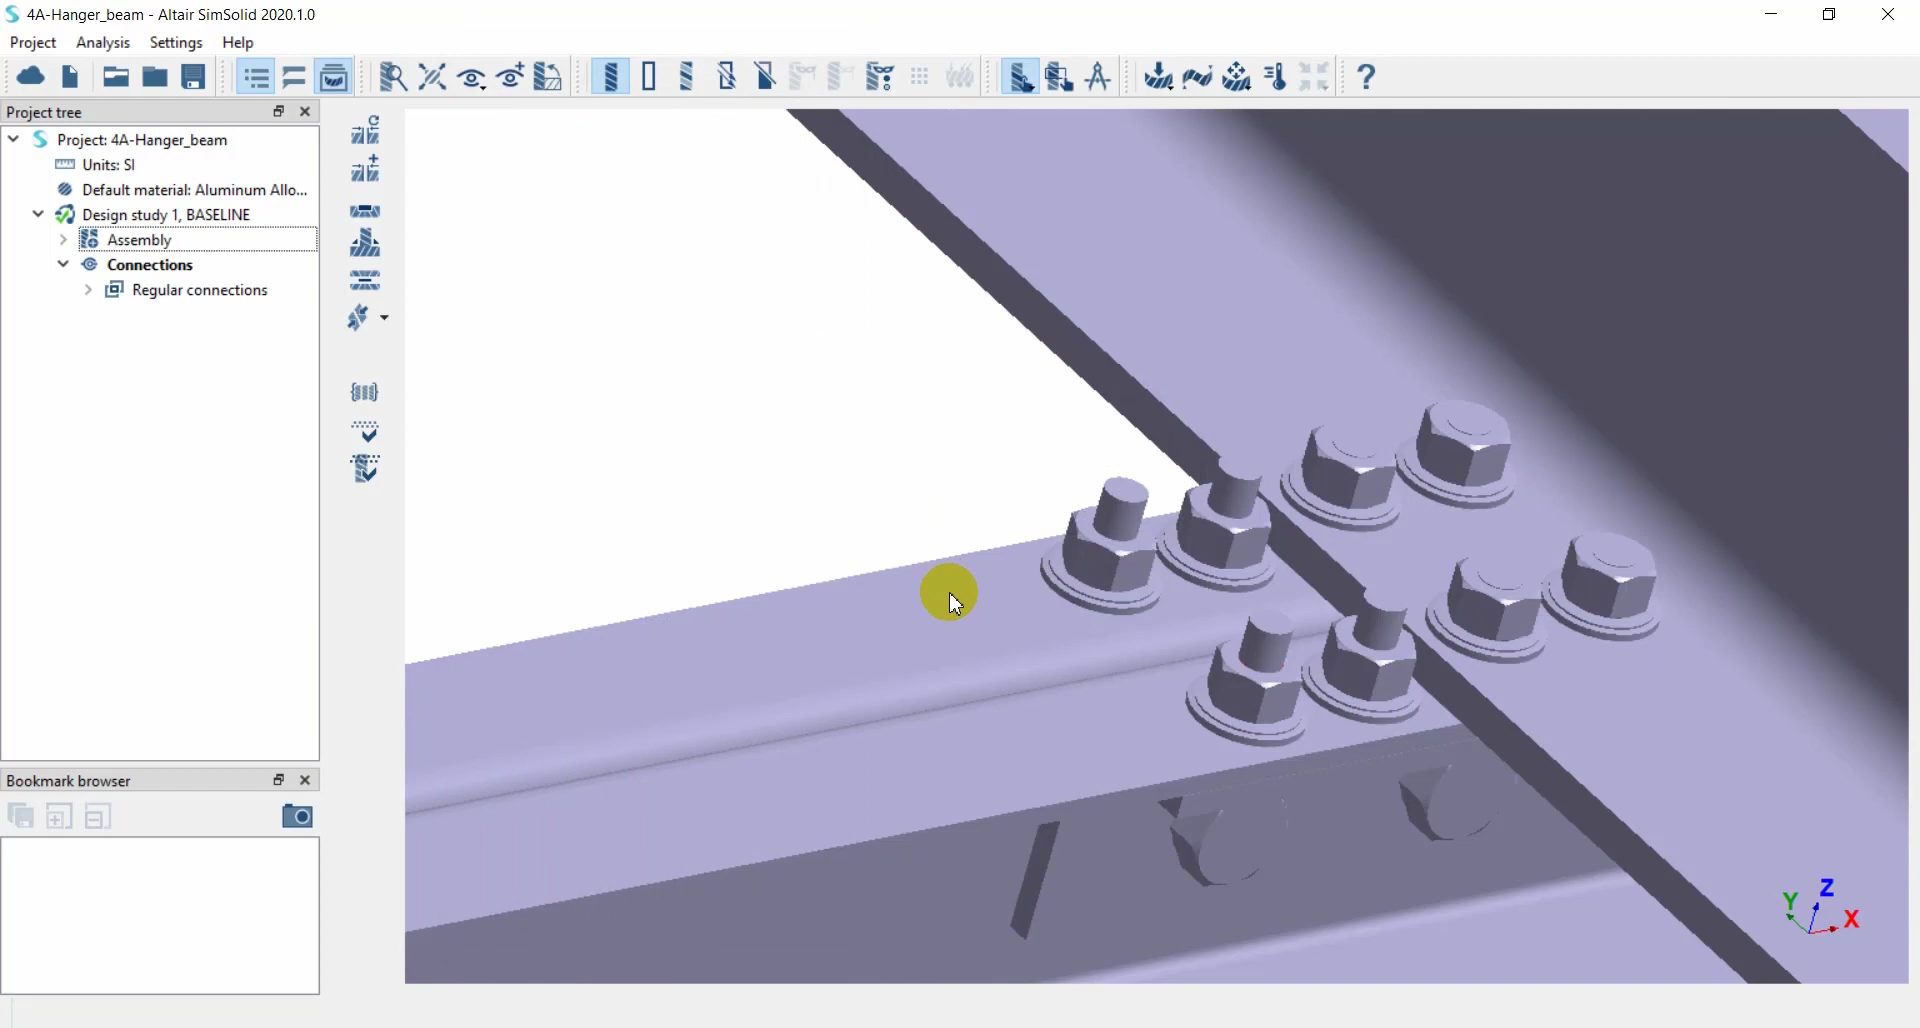 4A-Hanger_beam - Altair SimSolid 2020.1.0
Project Analysis Settings Help
?
Project tree
Project: 4A-Hanger_beam
Units: SI
Default material: Aluminum Allo...
Design study 1, BASELINE
Assembly
Connections
Regular connections
Bookmark browser
Z
Y
X